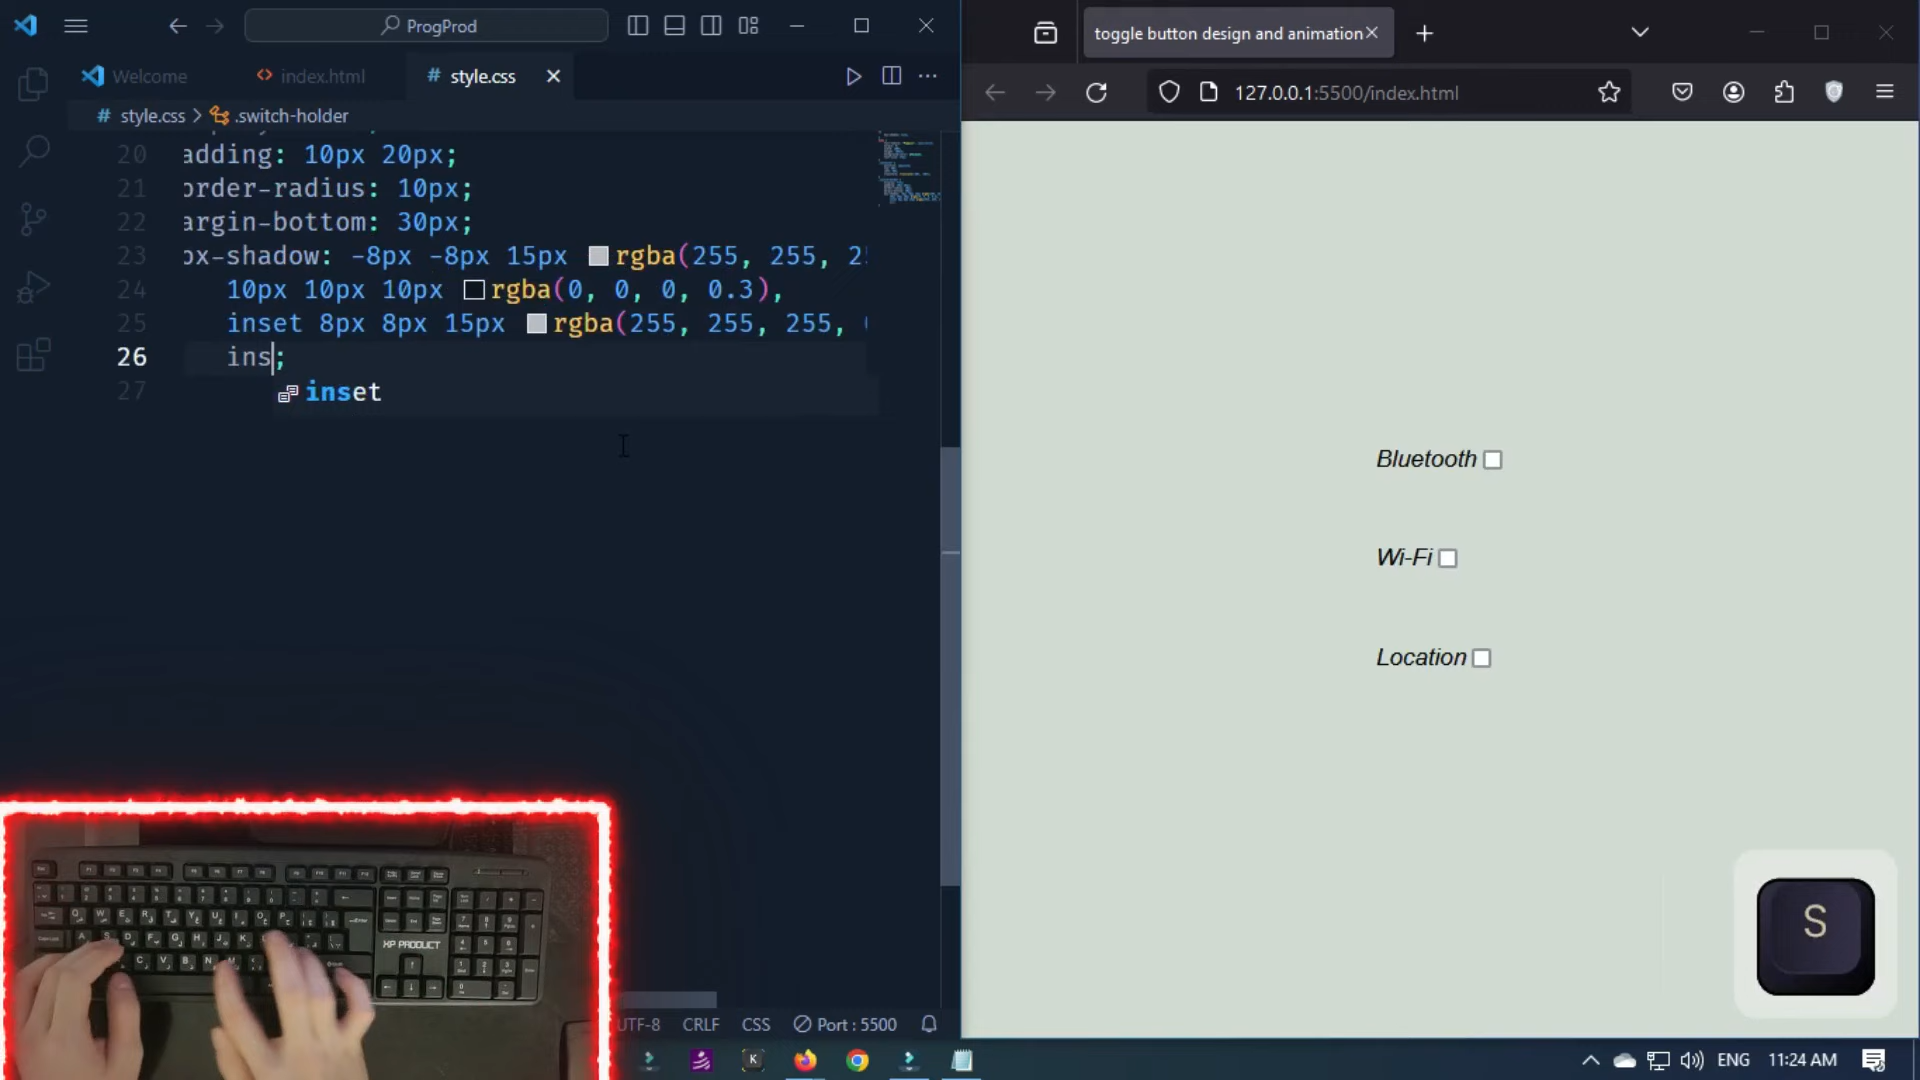 ProgProd
Welcome
index.html
# style.css
# style.css > .switch-holder
20 adding: 10px 20px;
21 order-radius: 10px;
22 argin-bottom: 30px;
23 ox-shadow: -8px -8px 15px rgba(255, 255, 25
24 10px 10px 10px rgba(0, 0, 0, 0.3),
25 inset 8px 8px 15px rgba(255, 255, 255,
26 ins;
inset
27
UTF-8 CRLF CSS Port : 5500
toggle button design and animation
127.0.0.1:5500/index.html
Bluetooth
Wi-Fi
Location
S
XP PRODUCT
K
ENG 11:24 AM